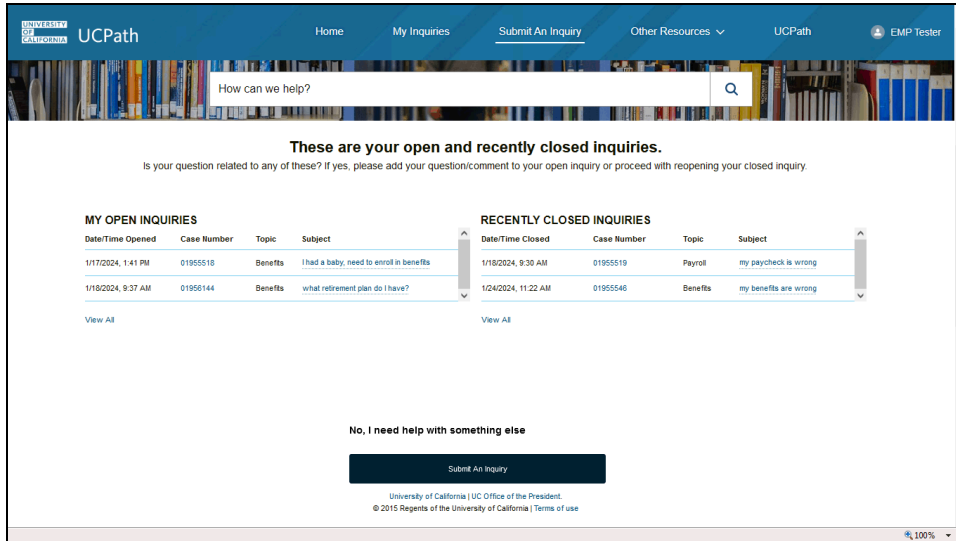 UNIVERSITY
OF
CALIFORNIA
UCPath
Home My Inquiries Submit An Inquiry Other Resources UCPath EMP Tester
How can we help?
These are your open and recently closed inquiries.
Is your question related to any of these? If yes, please add your question/comment to your open inquiry or proceed with reopening your closed inquiry.
MY OPEN INQUIRIES
Date/Time Opened Case Number Topic Subject
1/17/2024, 1:41 PM 01955518 Benefits I had a baby, need to enroll in benefits
1/18/2024, 9:37 AM 01956144 Benefits what retirement plan do I have?
View All
RECENTLY CLOSED INQUIRIES
Date/Time Closed Case Number Topic Subject
1/18/2024, 9:30 AM 01955519 Payroll my paycheck is wrong
1/24/2024, 11:22 AM 01955546 Benefits my benefits are wrong
View All
No, I need help with something else
Submit An Inquiry
University of California | UC Office of the President.
© 2015 Regents of the University of California | Terms of use
100%